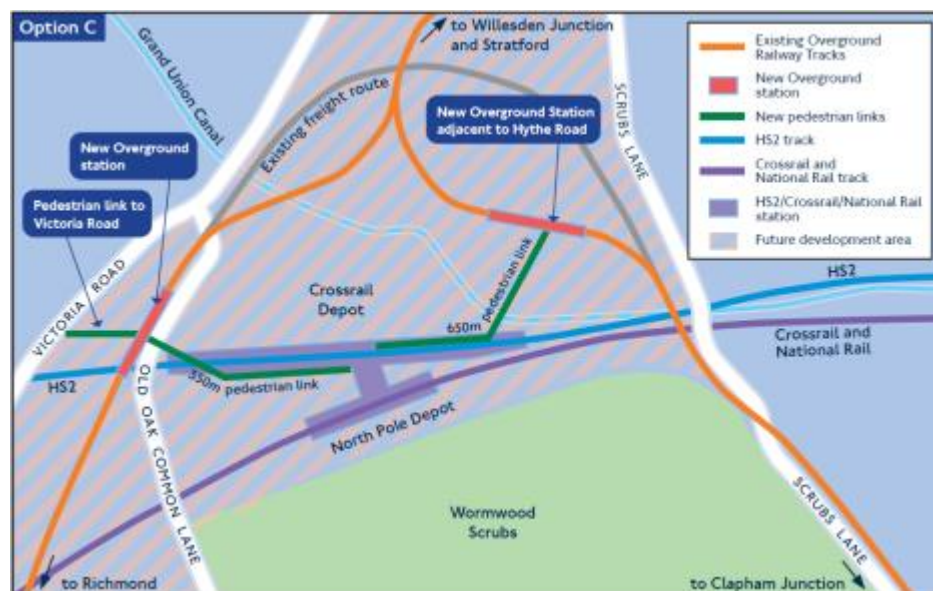 Option C
to Willesden Junction
and Stratford
Grand Union Canal
Existing freight route
SCRUBS LANE
Existing Overground
Railway Tracks
New Overground
station
New pedestrian links
HS2 track
Crossrail and
National Rail track
HS2/Crossrail/National Rail
station
Future development area
New Overground Station
adjacent to Hythe Road
New Overground
station
Pedestrian link to
Victoria Road
VICTORIA ROAD
Crossrail
Depot
pedestrian link
650m
HS2
Crossrail and
National Rail
HS2
550m pedestrian link
OLD OAK COMMON LANE
North Pole Depot
Wormwood
Scrubs
SCRUBS LANE
to Richmond
to Clapham Junction